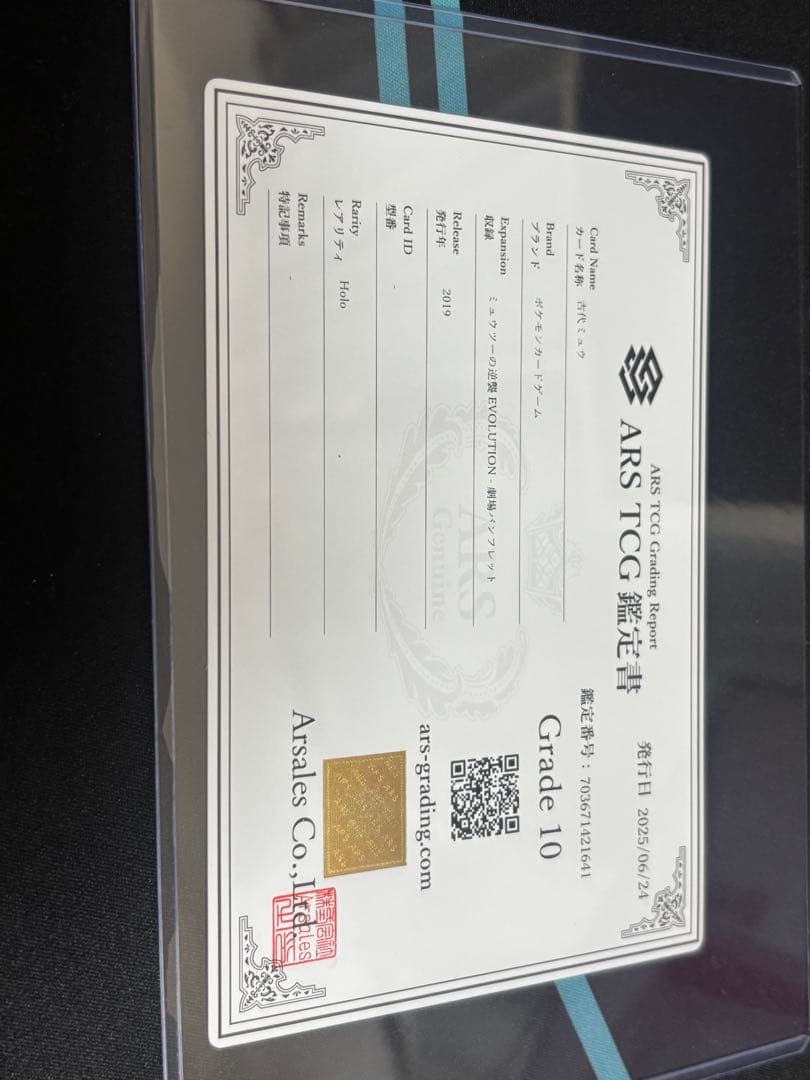 ARS TCG Grading Report
ARS TCG 鑑定書
発行日 2025/06/24
鑑定番号：703671421641
Card Name
カード名称 古代ミュウ
Brand
ブランド ポケモンカードゲーム
Expansion
収録 ミュウツーの逆襲 EVOLUTION - 劇場パンフレット
Release
発行年 2019
Card ID
型番 -
Rarity
レアリティ Holo
Remarks
特記事項 -
Grade 10
ars-grading.com
Arsales Co.,Ltd.
ARS
Genuine